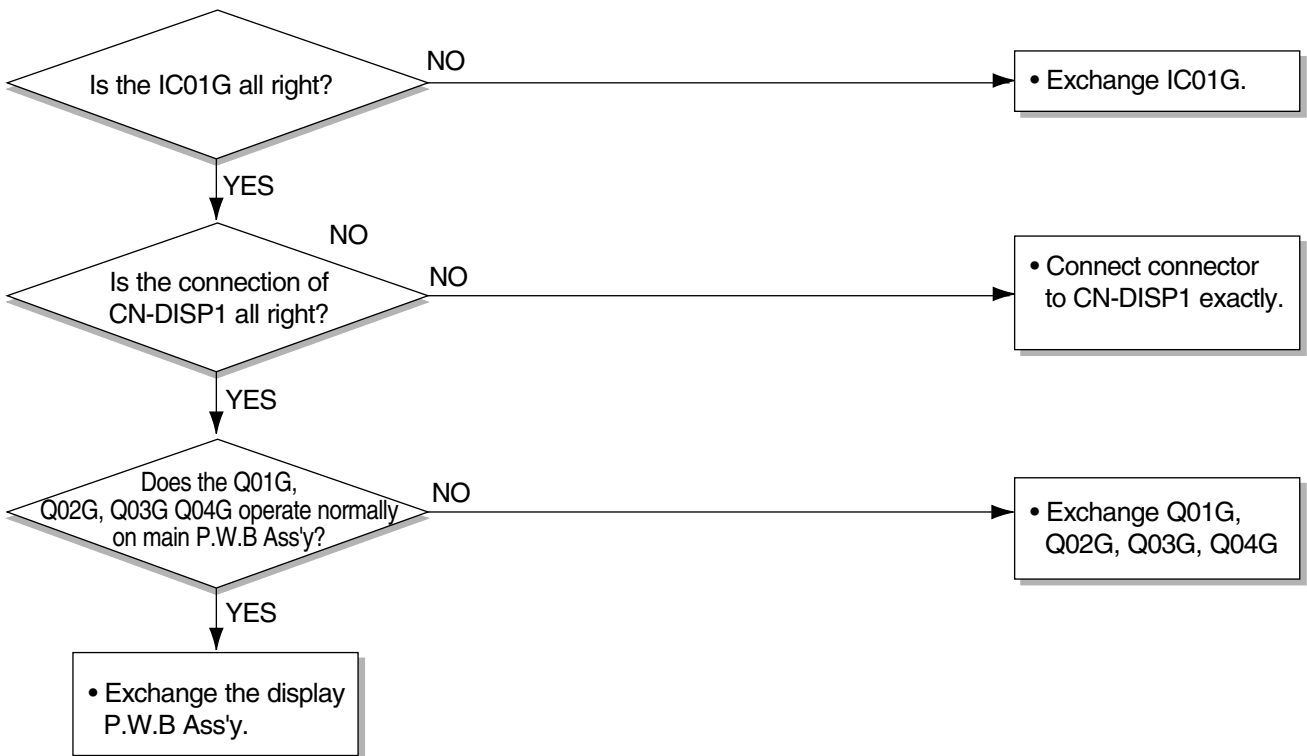 Is the IC01G all right?
NO
• Exchange IC01G.
YES
NO
Is the connection of
CN-DISP1 all right?
NO
• Connect connector
to CN-DISP1 exactly.
YES
Does the Q01G,
Q02G, Q03G Q04G operate normally
on main P.W.B Ass'y?
NO
• Exchange Q01G,
Q02G, Q03G, Q04G
YES
• Exchange the display
P.W.B Ass'y.